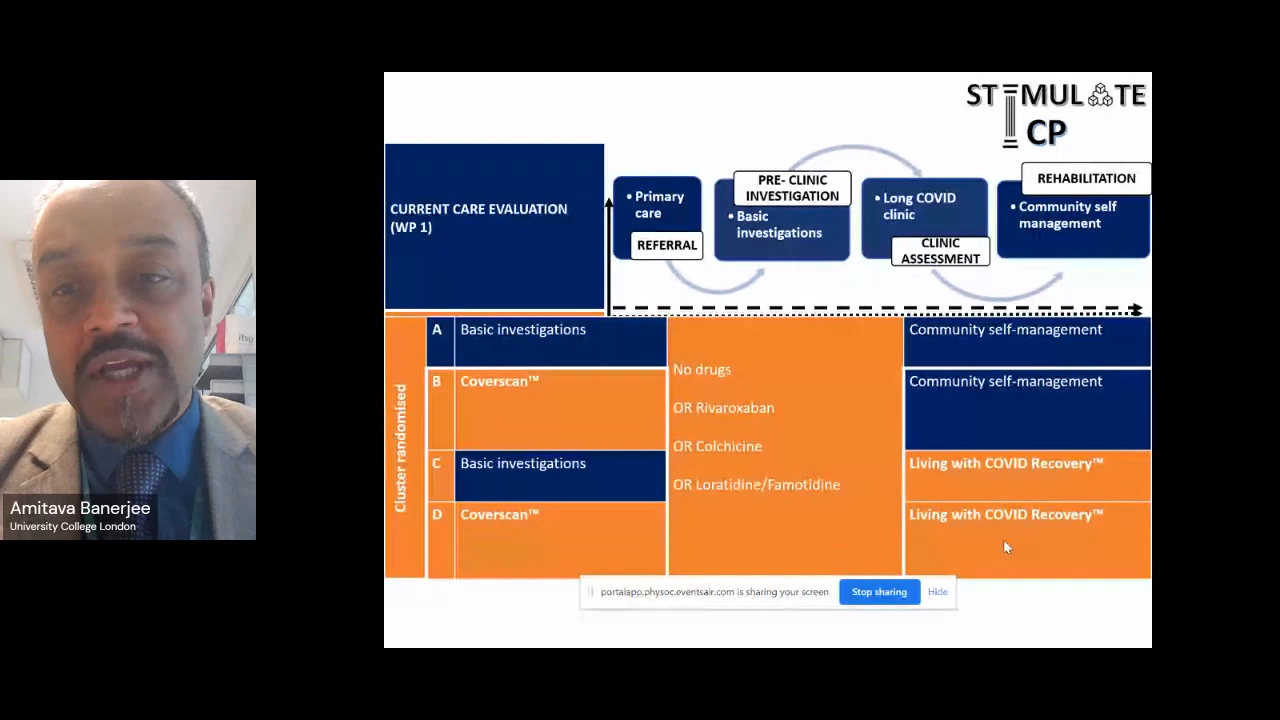 ST MUL TE
CP
CURRENT CARE EVALUATION
(WP 1)
• Primary
care
REFERRAL
PRE- CLINIC
INVESTIGATION
• Basic
investigations
• Long COVID
clinic
CLINIC
ASSESSMENT
REHABILITATION
• Community self
management
Cluster randomised
A
Basic investigations
Community self-management
B
Coverscan™
Community self-management
C
Basic investigations
Living with COVID Recovery™
D
Coverscan™
Living with COVID Recovery™
No drugs
OR Rivaroxaban
OR Colchicine
OR Loratidine/Famotidine
portalapp.physoc.eventsair.com is sharing your screen
Stop sharing
Hide
Amitava Banerjee
University College London
itsu